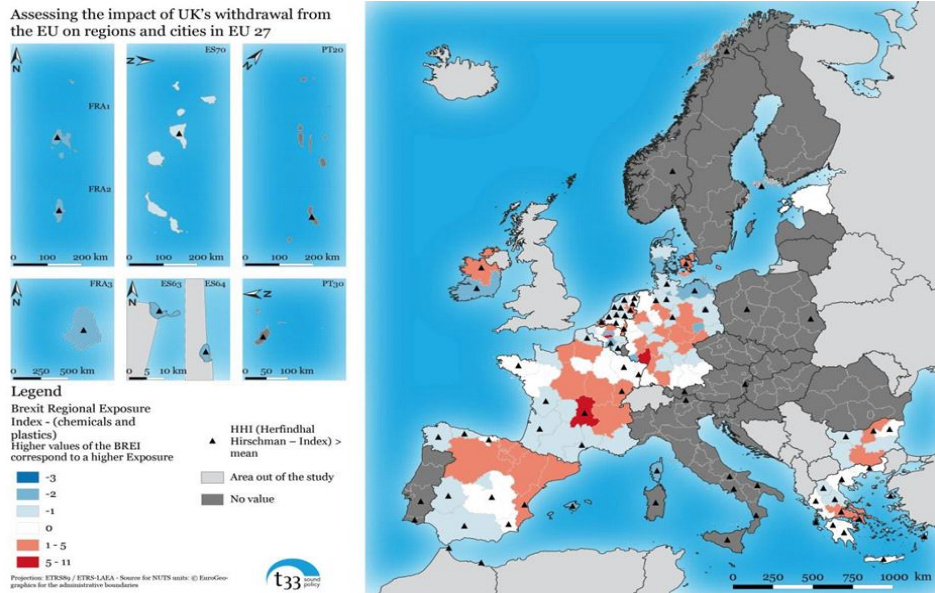 Assessing the impact of UK's withdrawal from
the EU on regions and cities in EU 27
N
FRA1
FRA2
0 100 200 km
ES70
N
0 100 200 km
PT20
N
0 100 200 km
N
FRA3
0 250 500 km
N
ES63
ES64
0 5 10 km
PT30
N
0 50 100 km
Legend
Brexit Regional Exposure
Index - (chemicals and
plastics)
Higher values of the BREI
correspond to a higher Exposure
-3
-2
-1
0
1 - 5
5 - 11
HHI (Herfindhal
Hirschman – Index) >
mean
Area out of the study
No value
Projection: ETRS89 / ETRS-LAEA - Source for NUTS units: © EuroGeo-
graphics for the administrative boundaries
t33 sound
policy
0 250 500 750 1000 km